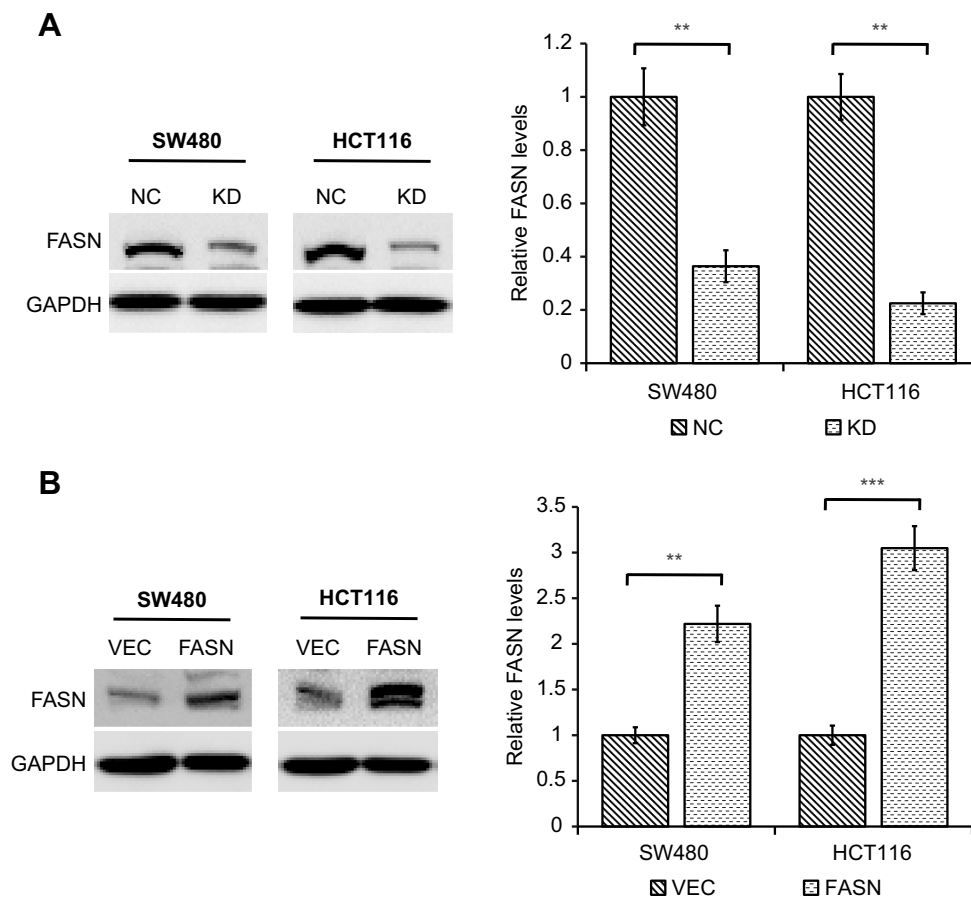 A
SW480 HCT116
NC KD NC KD
FASN
GAPDH
Relative FASN levels
1.2
1
0.8
0.6
0.4
0.2
0
** **
SW480 HCT116
NC KD
B
SW480 HCT116
VEC FASN VEC FASN
FASN
GAPDH
Relative FASN levels
3.5
3
2.5
2
1.5
1
0.5
0
** ***
SW480 HCT116
VEC FASN